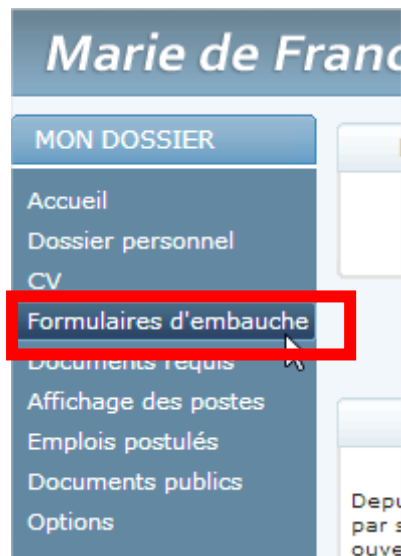 Marie de Franc
MON DOSSIER
Accueil
Dossier personnel
CV
Formulaires d'embauche
Documents requis
Affichage des postes
Emplois postulés
Documents publics
Options
Depu
par s
ouve